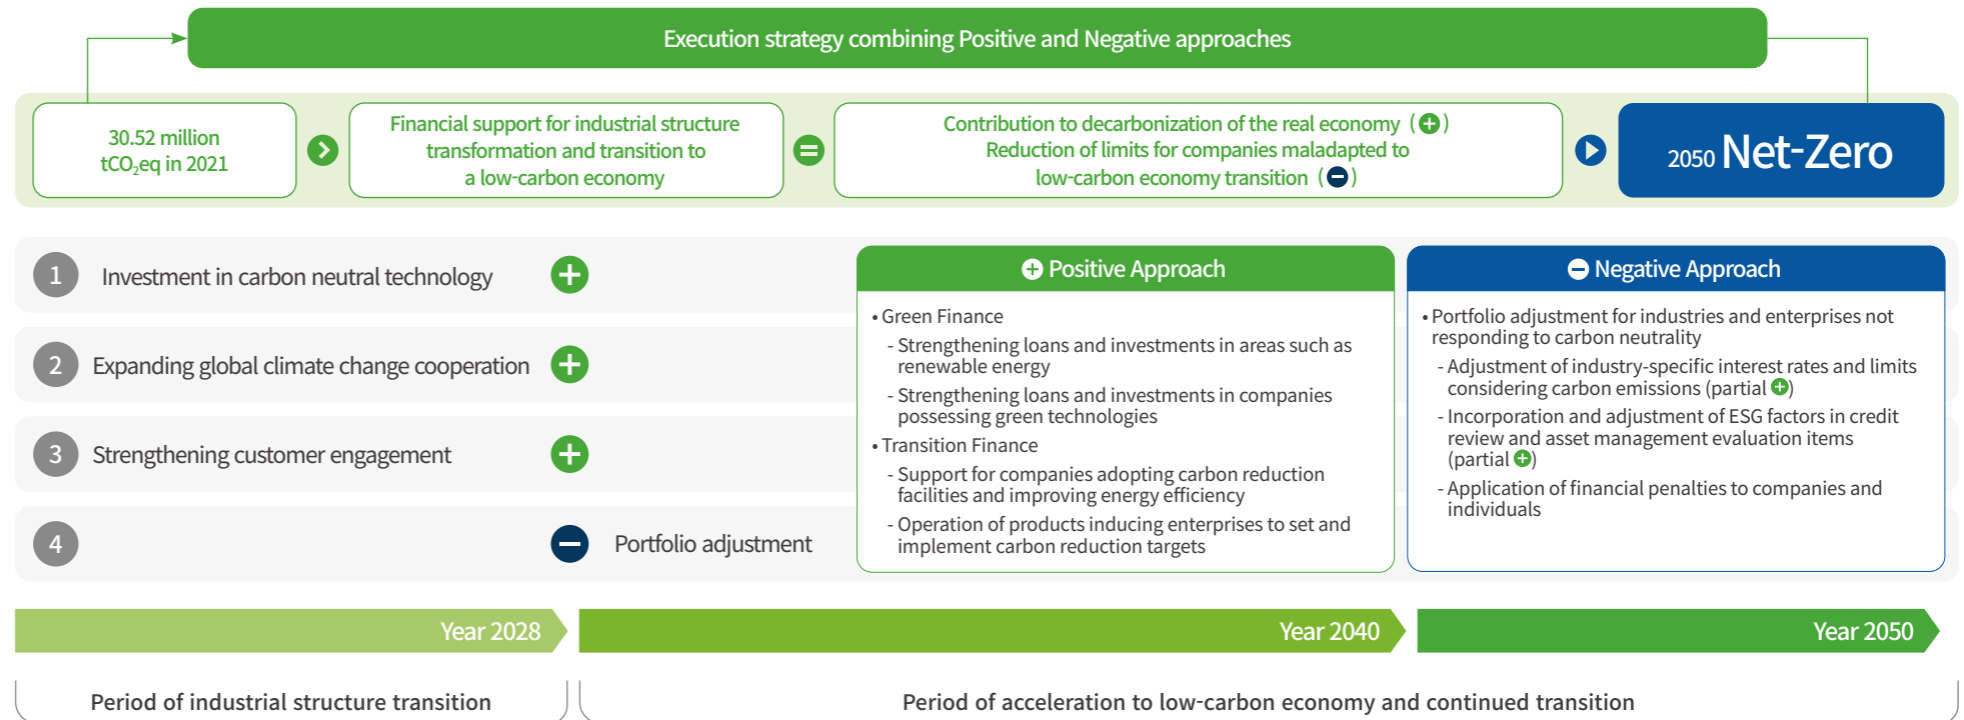 Execution strategy combining Positive and Negative approaches
30.52 million
tCO₂eq in 2021
Financial support for industrial structure
transformation and transition to
a low-carbon economy
Contribution to decarbonization of the real economy (+)
Reduction of limits for companies maladapted to
low-carbon economy transition (−)
2050 Net-Zero
1 Investment in carbon neutral technology
2 Expanding global climate change cooperation
3 Strengthening customer engagement
4 Portfolio adjustment
+ Positive Approach
• Green Finance
- Strengthening loans and investments in areas such as
renewable energy
- Strengthening loans and investments in companies
possessing green technologies
• Transition Finance
- Support for companies adopting carbon reduction
facilities and improving energy efficiency
- Operation of products inducing enterprises to set and
implement carbon reduction targets
− Negative Approach
• Portfolio adjustment for industries and enterprises not
responding to carbon neutrality
- Adjustment of industry-specific interest rates and limits
considering carbon emissions (partial +)
- Incorporation and adjustment of ESG factors in credit
review and asset management evaluation items
(partial +)
- Application of financial penalties to companies and
individuals
Year 2028
Year 2040
Year 2050
Period of industrial structure transition
Period of acceleration to low-carbon economy and continued transition